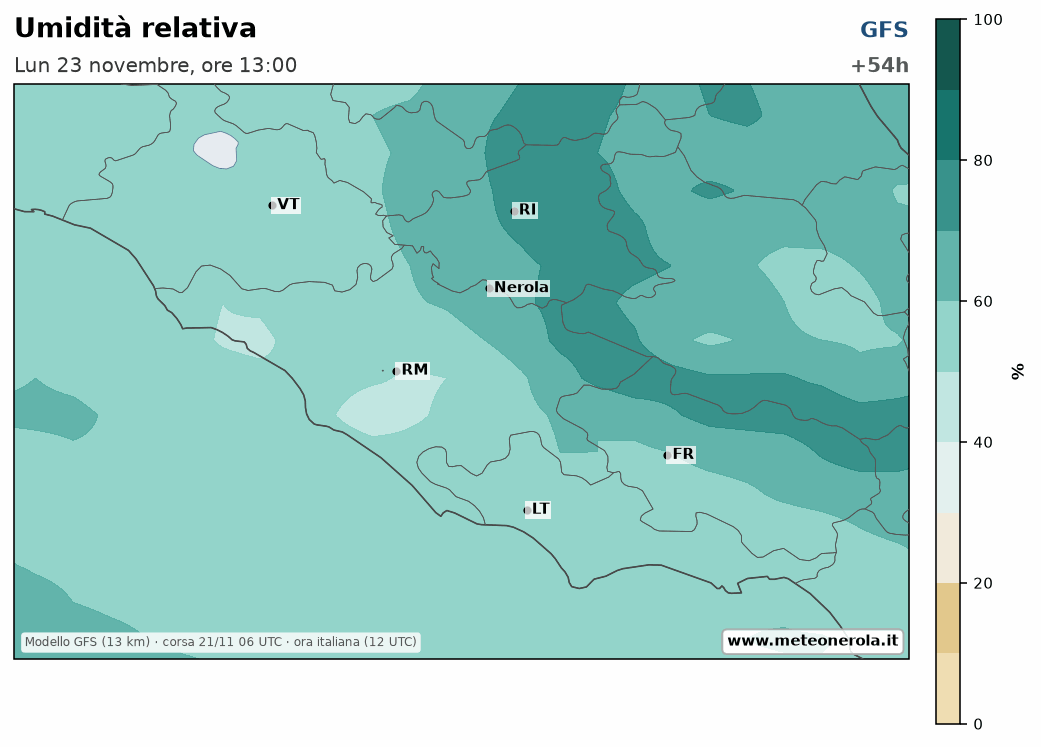 Umidità relativa
GFS
Lun 23 novembre, ore 13:00
+54h
100
80
60
40
20
0
%
VT
RI
Nerola
RM
FR
LT
Modello GFS (13 km) · corsa 21/11 06 UTC · ora italiana (12 UTC)
www.meteonerola.it